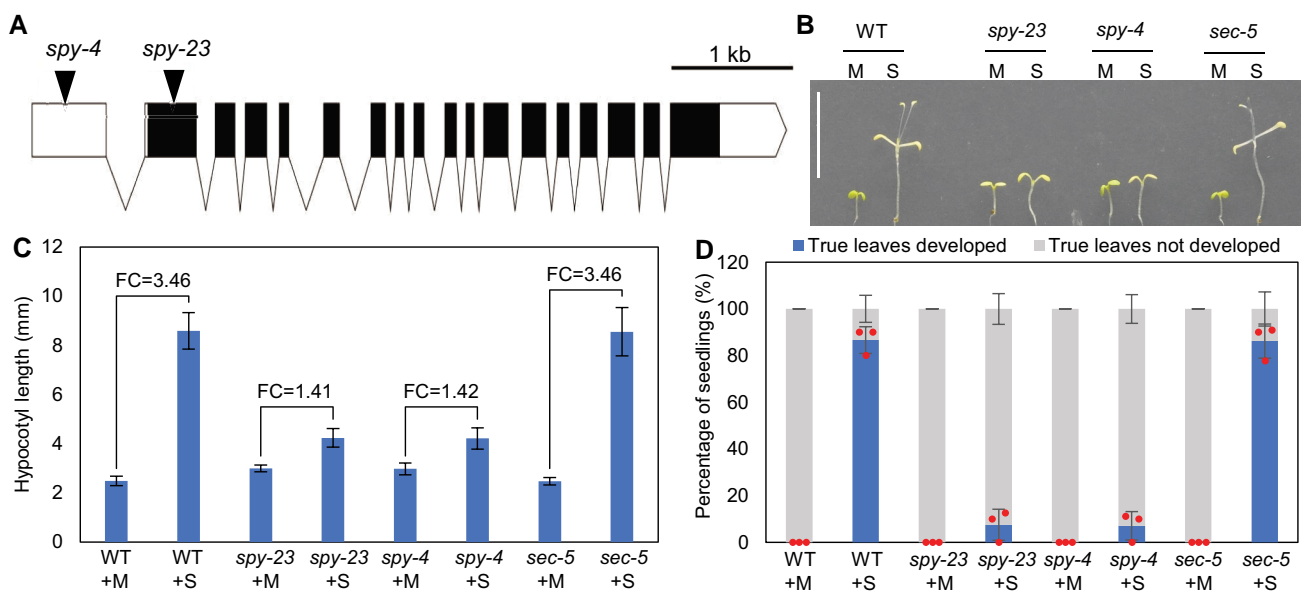 A
spy-4 spy-23
1 kb
B
WT spy-23 spy-4 sec-5
M S M S M S M S
C
Hypocotyl length (mm)
12
10
8
6
4
2
0
FC=3.46
FC=1.41
FC=1.42
FC=3.46
WT WT spy-23 spy-23 spy-4 spy-4 sec-5 sec-5
+M +S +M +S +M +S +M +S
D
True leaves developed True leaves not developed
Percentage of seedlings (%)
120
100
80
60
40
20
0
WT WT spy-23 spy-23 spy-4 spy-4 sec-5 sec-5
+M +S +M +S +M +S +M +S